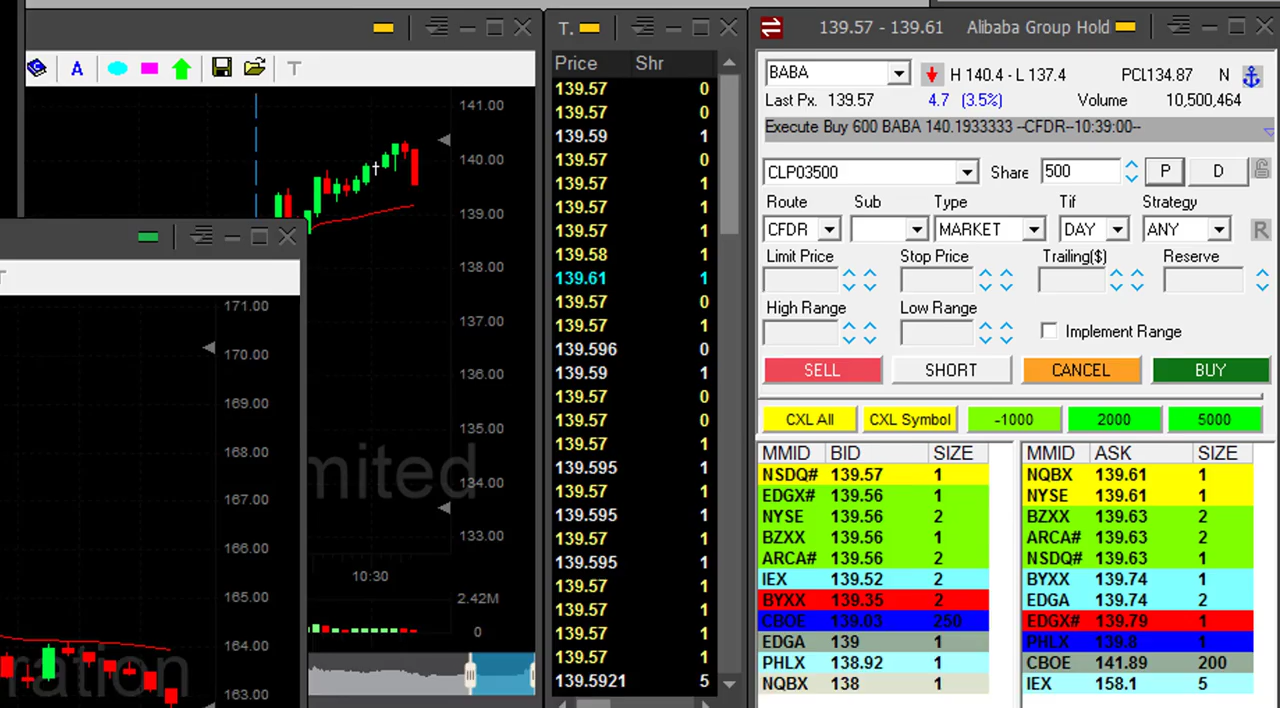 T.
139.57 - 139.61 Alibaba Group Hold
A
T
Price Shr
139.57 0
139.57 0
139.59 1
139.57 0
139.57 1
139.57 1
139.57 1
139.58 1
139.61 1
139.57 0
139.57 1
139.596 0
139.59 1
139.57 0
139.57 0
139.57 1
139.595 1
139.57 1
139.595 1
139.57 1
139.595 1
139.57 1
139.57 1
139.57 1
139.57 1
139.5921 5
141.00
140.00
139.00
138.00
137.00
136.00
135.00
134.00
133.00
mited
10:30
2.42M
0
171.00
170.00
169.00
168.00
167.00
166.00
165.00
164.00
163.00
ration
BABA H 140.4 - L 137.4 PCL134.87 N
Last Px. 139.57 4.7 (3.5%) Volume 10,500,464
Execute Buy 600 BABA 140.1933333 --CFDR--10:39:00--
CLP03500 Share 500 P D
Route Sub Type Tif Strategy
CFDR MARKET DAY ANY R
Limit Price Stop Price Trailing($) Reserve
High Range Low Range
Implement Range
SELL SHORT CANCEL BUY
CXL All CXL Symbol -1000 2000 5000
MMID BID SIZE MMID ASK SIZE
NSDQ# 139.57 1 NQBX 139.61 1
EDGX# 139.56 1 NYSE 139.61 1
NYSE 139.56 2 BZXX 139.63 2
BZXX 139.56 1 ARCA# 139.63 2
ARCA# 139.56 2 NSDQ# 139.63 1
IEX 139.52 2 BYXX 139.74 1
BYXX 139.35 2 EDGA 139.74 2
CBOE 139.03 250 EDGX# 139.79 1
EDGA 139 1 PHLX 139.8 1
PHLX 138.92 1 CBOE 141.89 200
NQBX 138 1 IEX 158.1 5